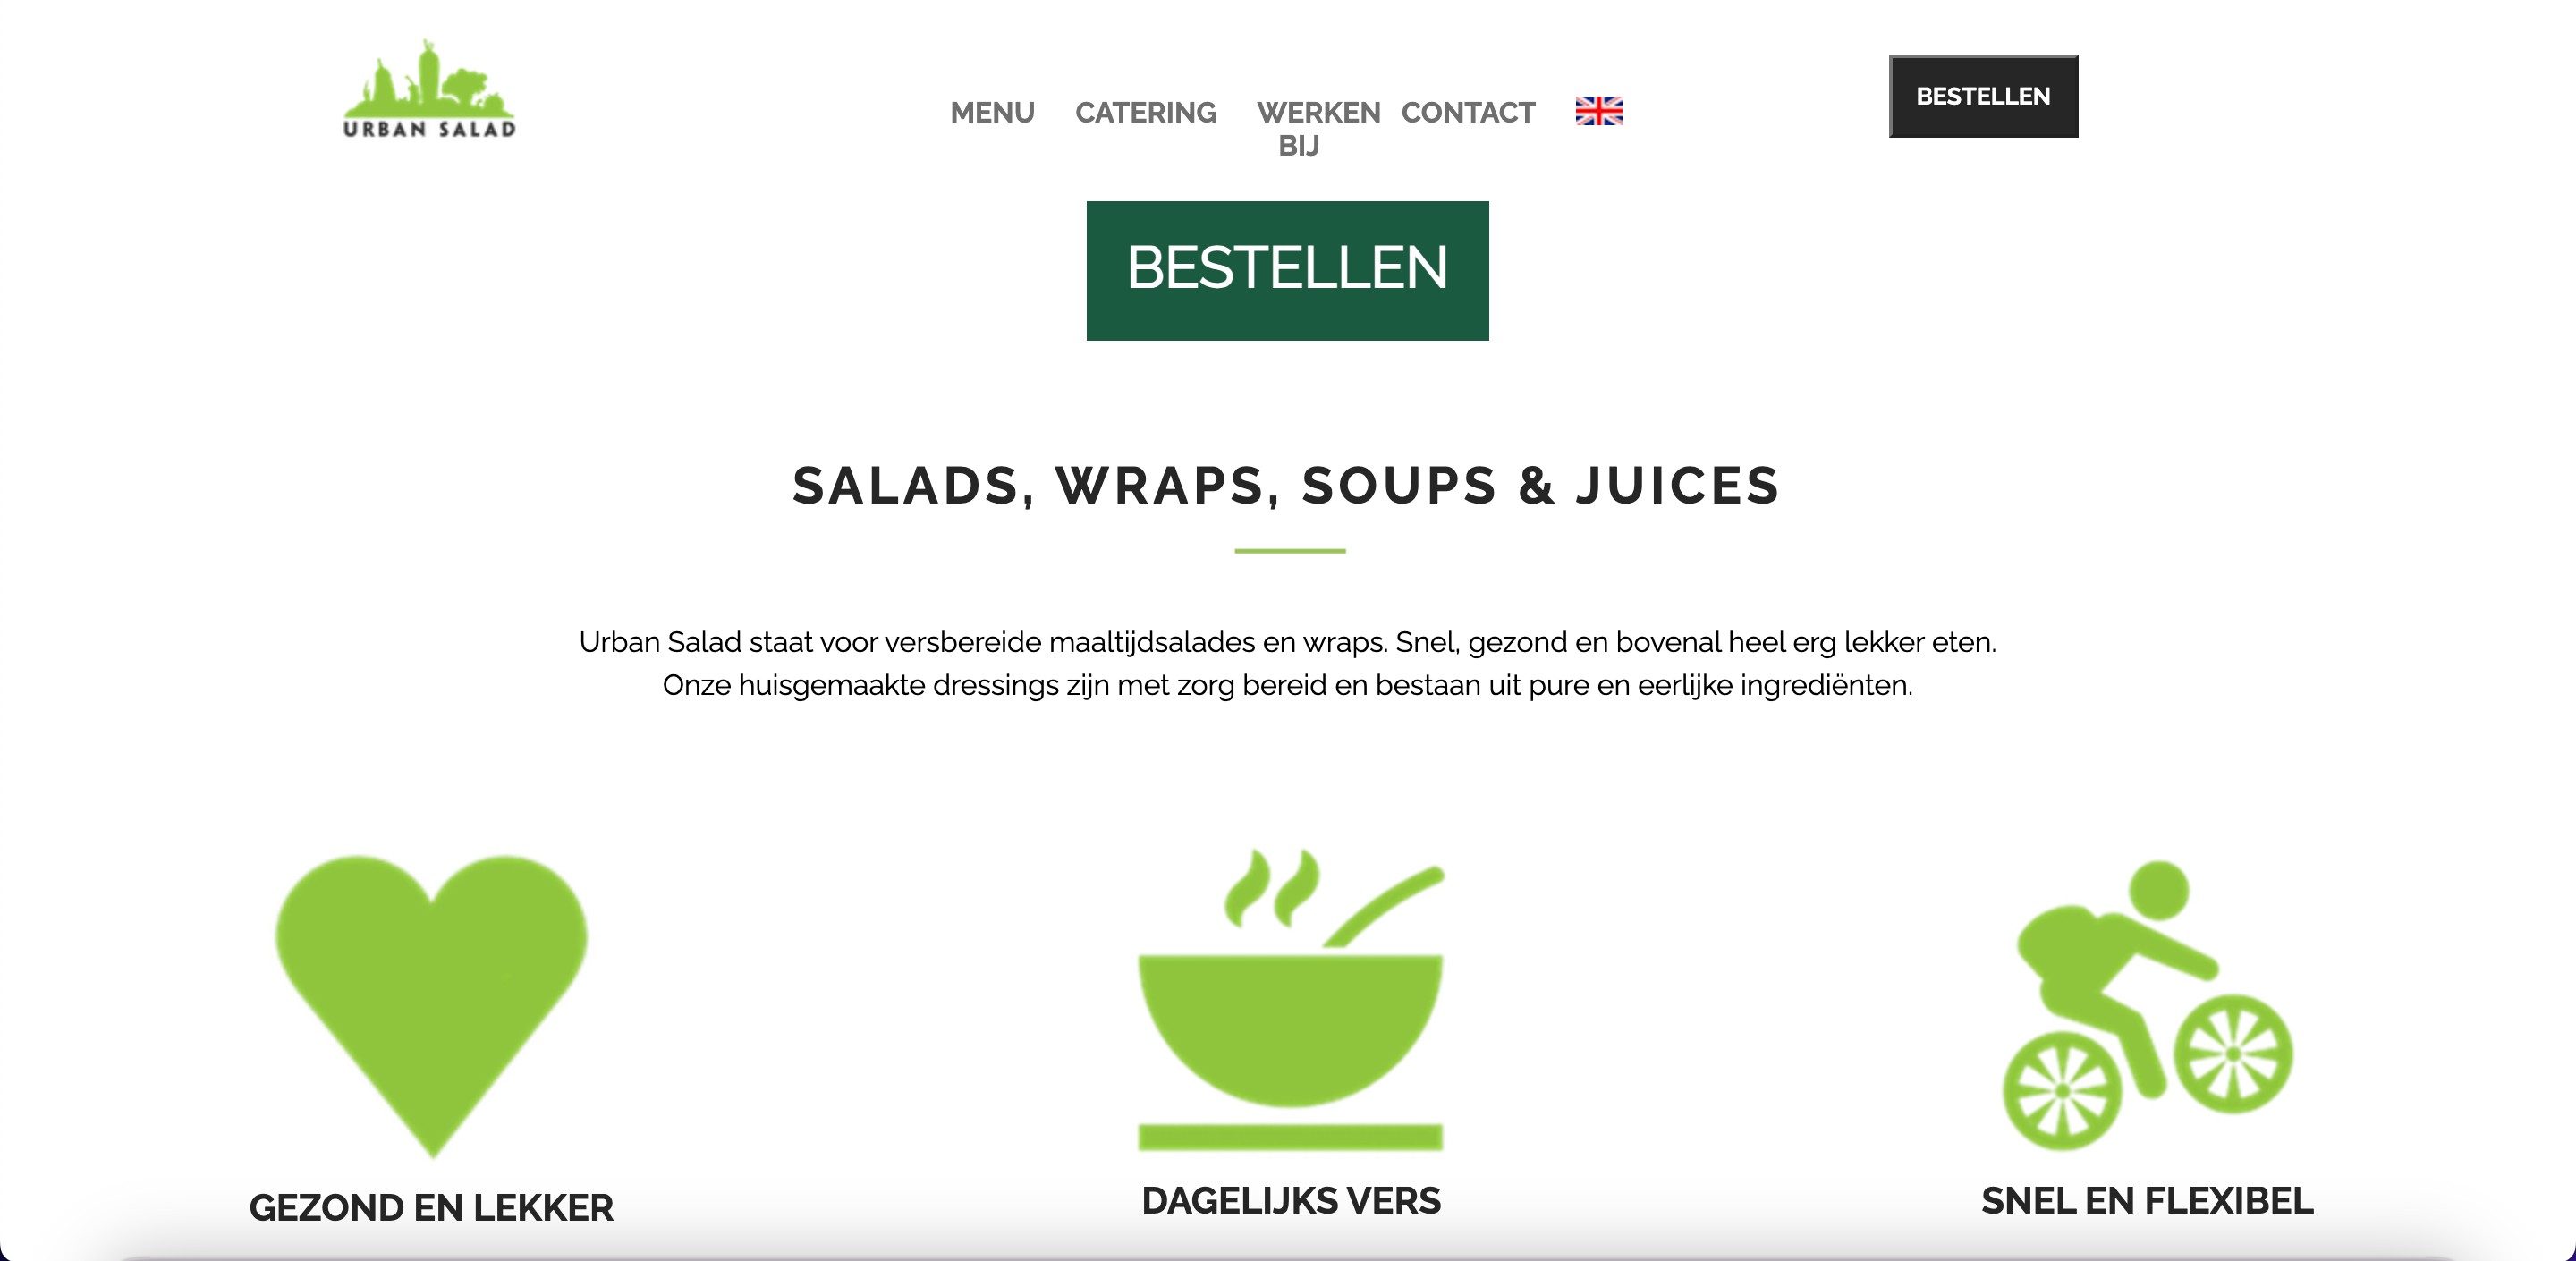 URBAN SALAD
MENU
CATERING
WERKEN
BIJ
CONTACT
BESTELLEN
BESTELLEN
SALADS, WRAPS, SOUPS & JUICES
Urban Salad staat voor versbereide maaltijdsalades en wraps. Snel, gezond en bovenal heel erg lekker eten.
Onze huisgemaakte dressings zijn met zorg bereid en bestaan uit pure en eerlijke ingrediënten.
GEZOND EN LEKKER
DAGELIJKS VERS
SNEL EN FLEXIBEL